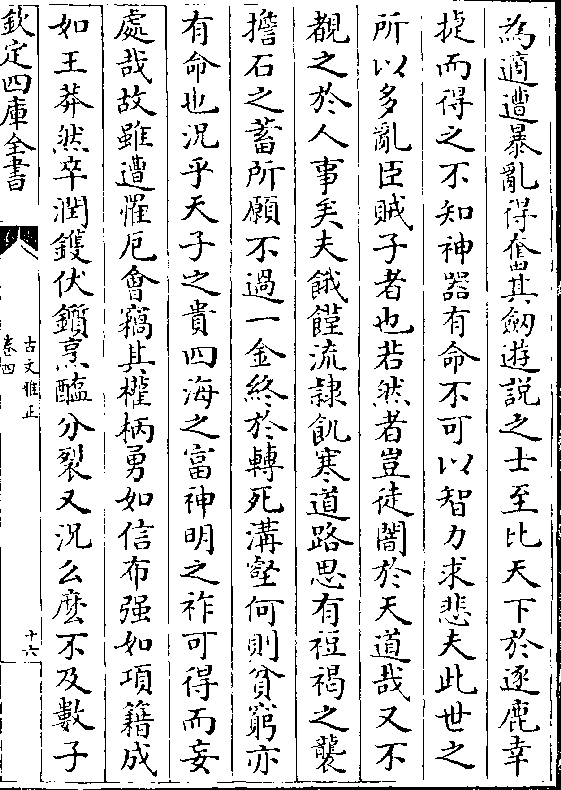 為適遭暴亂得奮其劒遊說之士至比天下於逐鹿幸
捷而得之不知神器有命不可以智力求悲夫此世之
所以多亂臣賊子者也若然者豈徒闇於天道哉又不
覩之於人事矣夫餓饉流隸飢寒道路思有短褐之襲
擔石之蓄所願不過一金終於轉死溝壑何則貧窮亦
有命也況乎天子之貴四海之富神明之祚可得而妄
處哉故雖遭罹厄會竊其權柄勇如信布强如項籍成
如王莽然卒潤鑊伏鑕烹醢分裂又況么麽不及數子
欽定四庫全書
古文雅正
卷四
十六